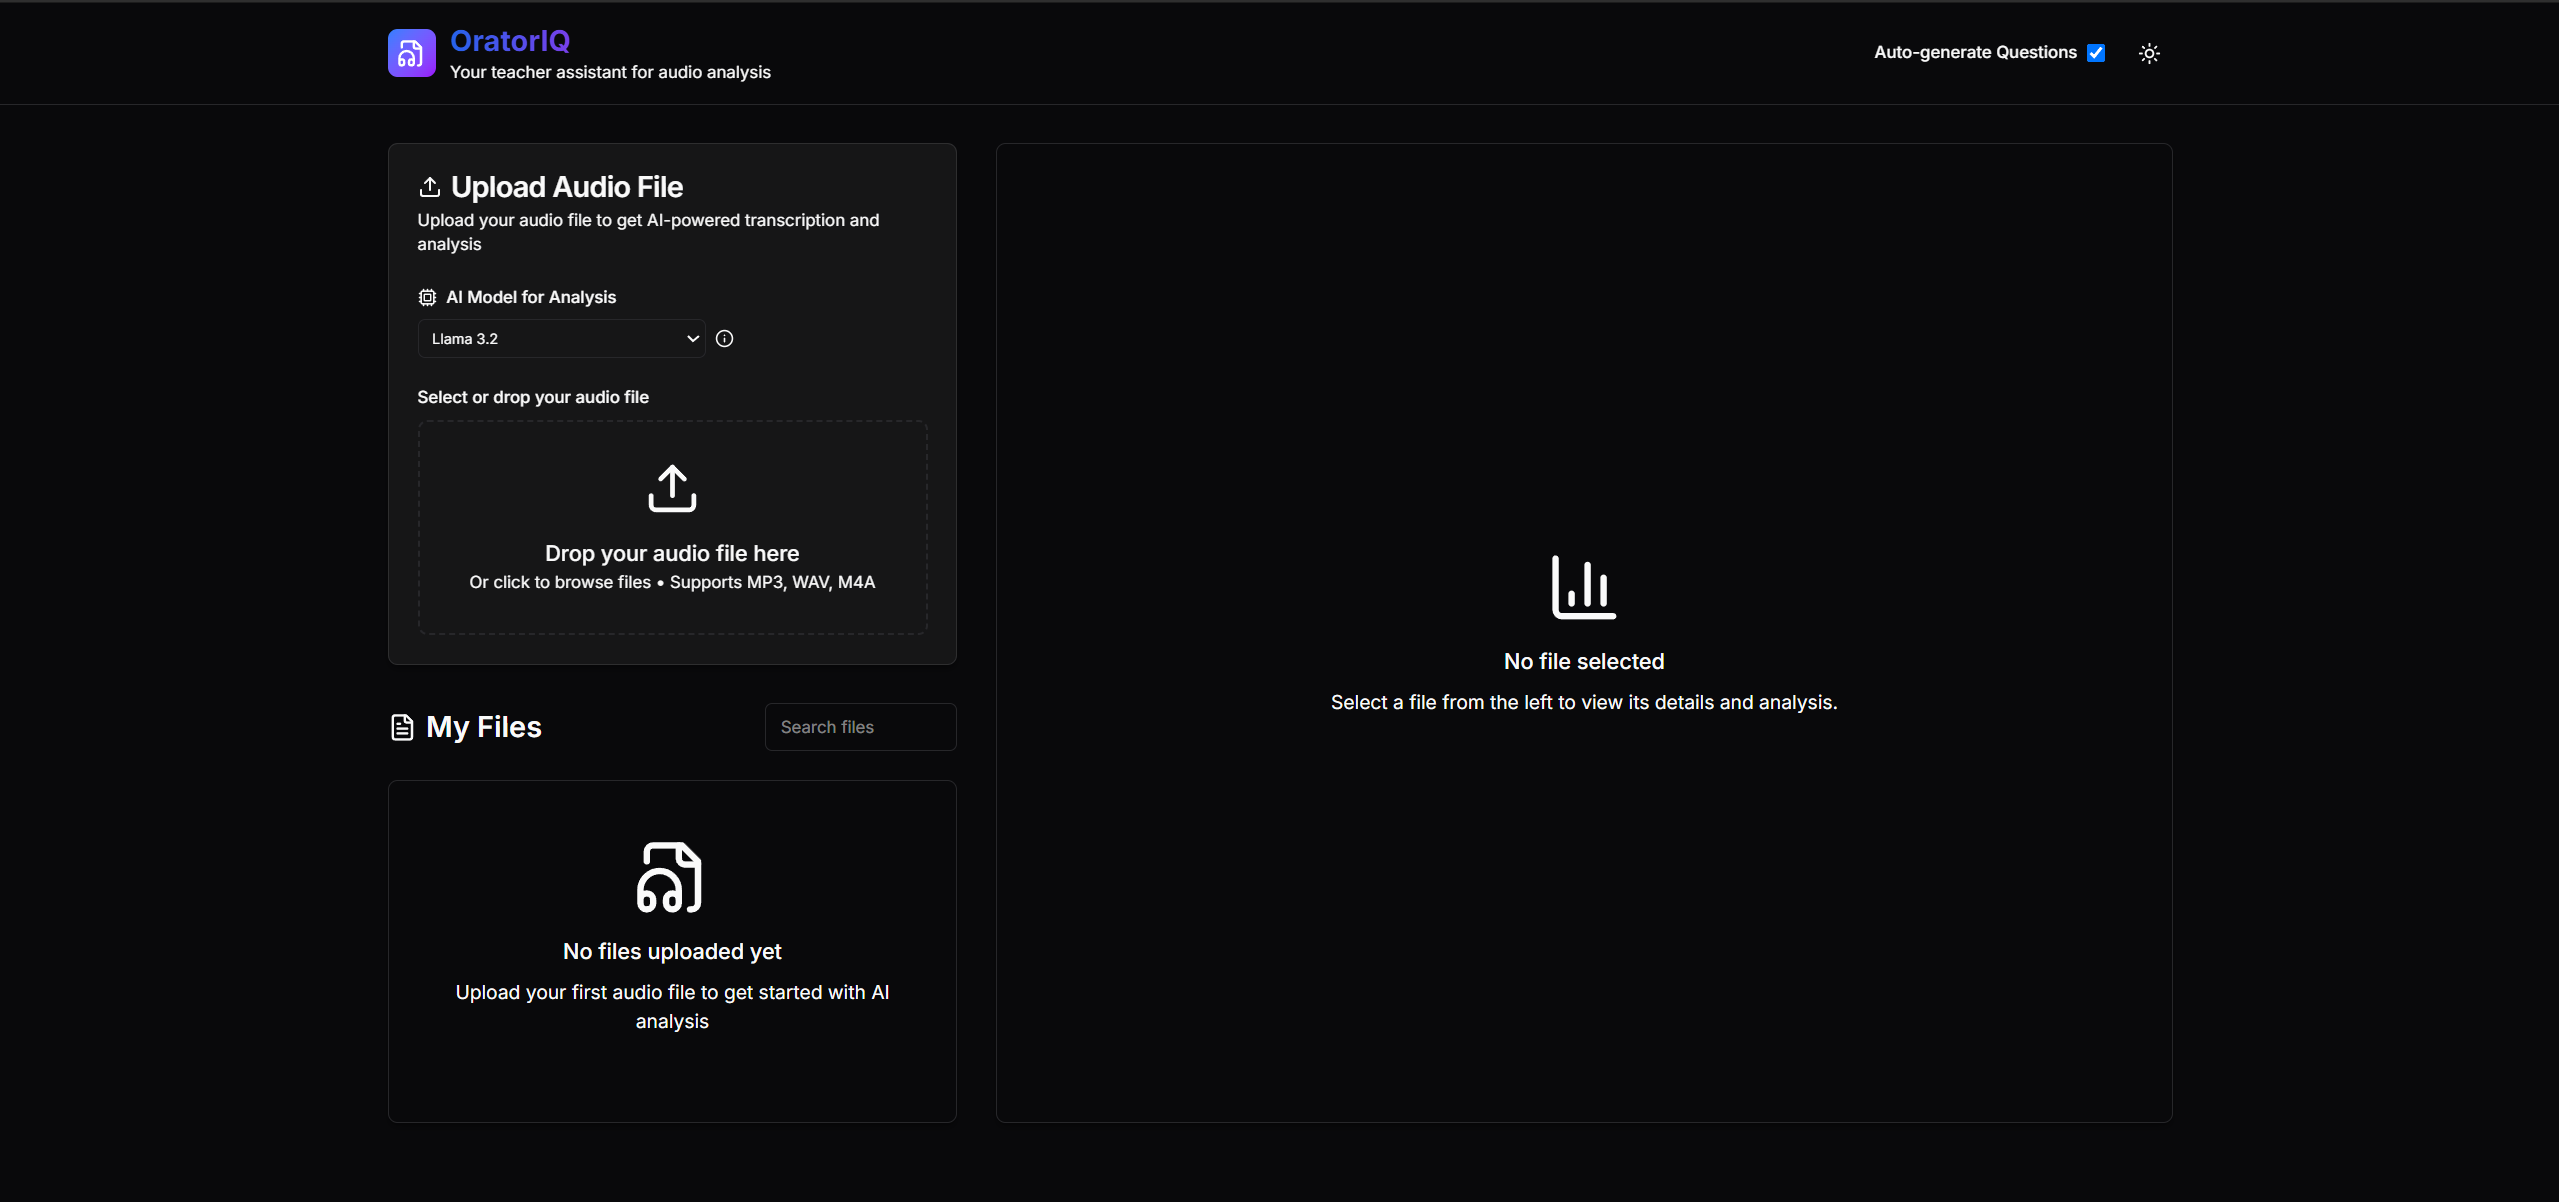 OratorIQ
Your teacher assistant for audio analysis
Auto-generate Questions
Upload Audio File
Upload your audio file to get AI-powered transcription and
analysis
AI Model for Analysis
Llama 3.2
Select or drop your audio file
Drop your audio file here
Or click to browse files • Supports MP3, WAV, M4A
My Files
Search files
No files uploaded yet
Upload your first audio file to get started with AI
analysis
No file selected
Select a file from the left to view its details and analysis.